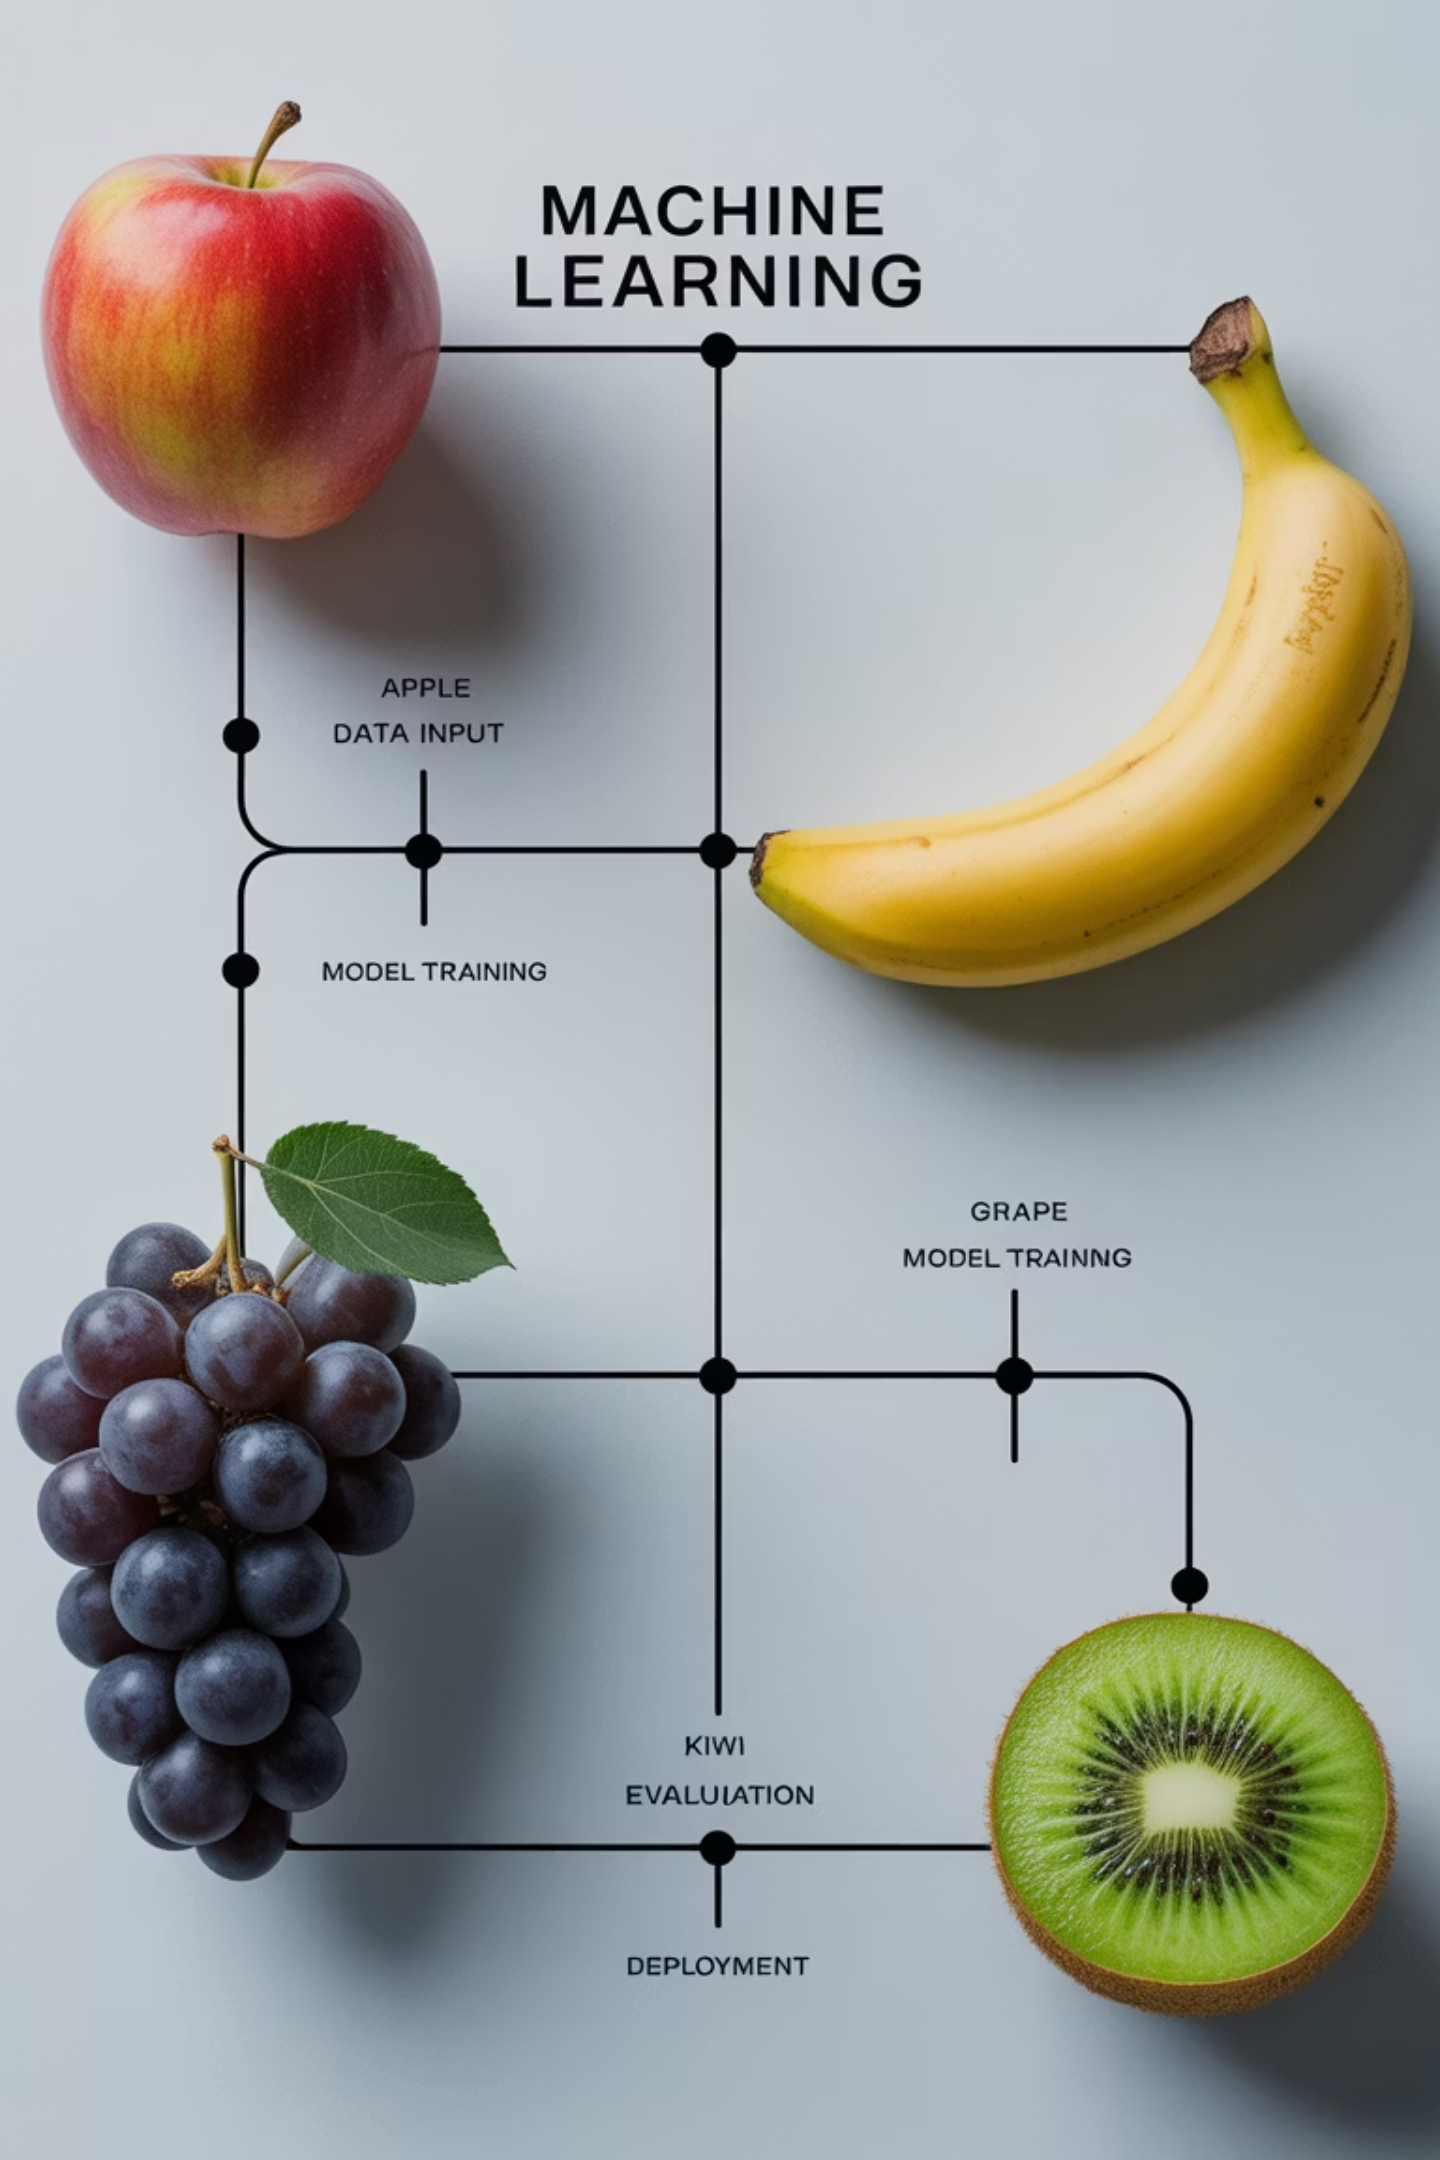 MACHINE
LEARNING
APPLE
DATA INPUT
MODEL TRAINING
GRAPE
MODEL TRAINNG
KIWI
EVALUIATION
DEPLOYMENT